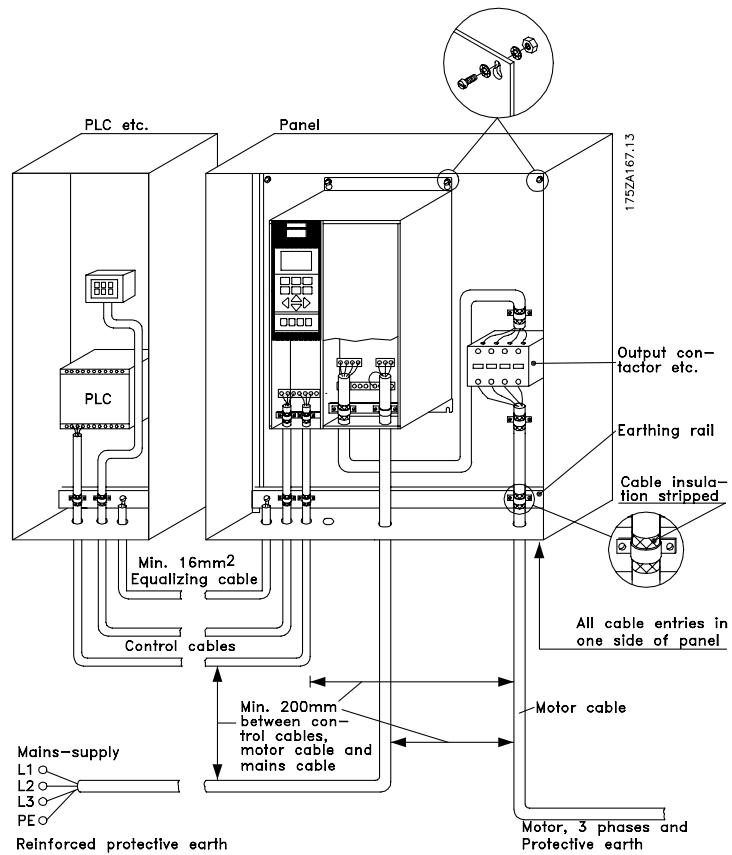 PLC etc.
Panel
175ZA167.13
Output con-
tactor etc.
PLC
Earthing rail
Cable insula-
tion stripped
Min. 16mm2
Equalizing cable
All cable entries in
one side of panel
Control cables
Min. 200mm
between con-
trol cables,
motor cable and
mains cable
Motor cable
Mains-supply
L1
L2
L3
PE
Reinforced protective earth
Motor, 3 phases and
Protective earth